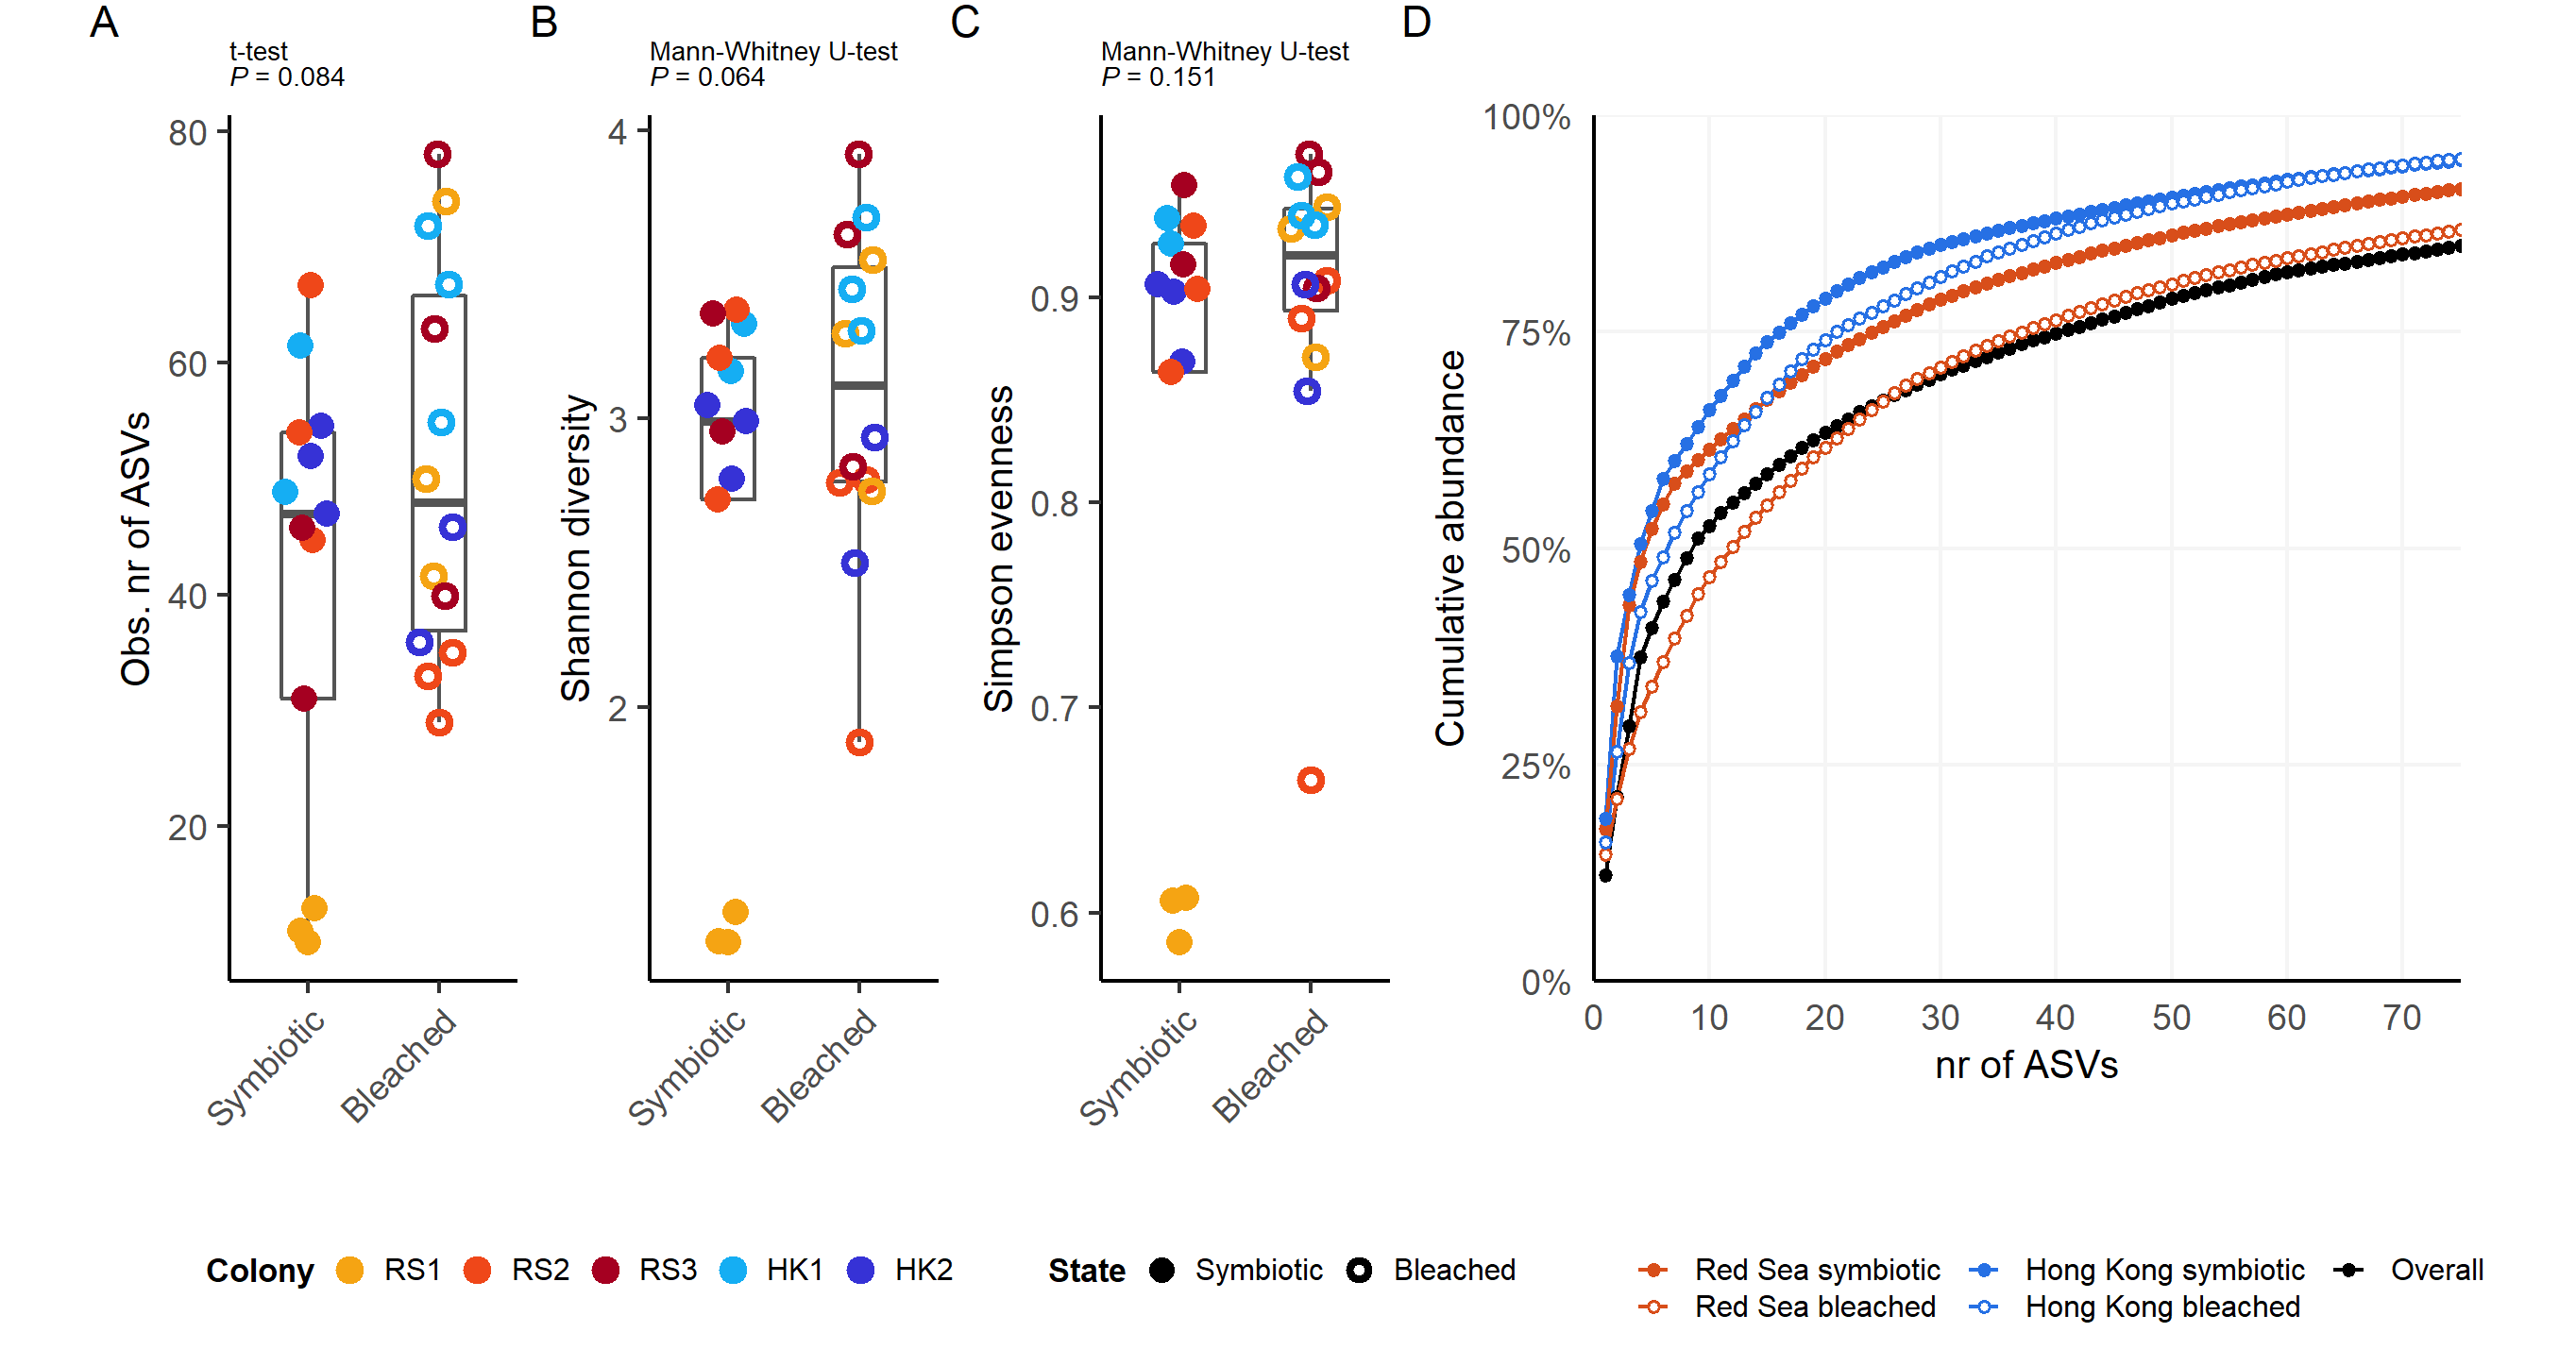 A
t-test
P = 0.084
80
60
40
20
Obs. nr of ASVs
Symbiotic
Bleached
B
Mann-Whitney U-test
P = 0.064
4
3
2
Shannon diversity
Symbiotic
Bleached
C
Mann-Whitney U-test
P = 0.151
0.9
0.8
0.7
0.6
Simpson evenness
Symbiotic
Bleached
D
100%
75%
50%
25%
0%
Cumulative abundance
0 10 20 30 40 50 60 70
nr of ASVs
Colony RS1 RS2 RS3 HK1 HK2
State Symbiotic Bleached
Red Sea symbiotic Hong Kong symbiotic Overall
Red Sea bleached Hong Kong bleached